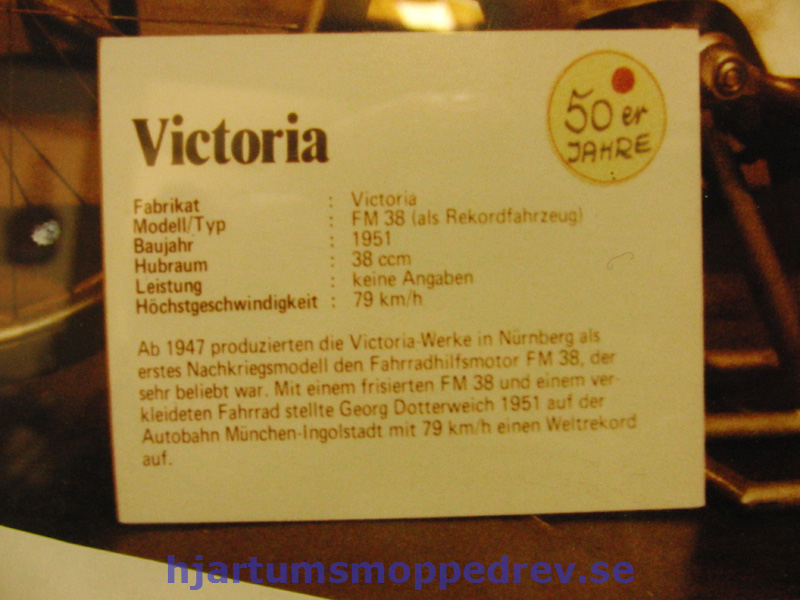 50er
JAHRE
Victoria
Fabrikat : Victoria
Modell/Typ : FM 38 (als Rekordfahrzeug)
Baujahr : 1951
Hubraum : 38 ccm
Leistung : keine Angaben
Höchstgeschwindigkeit : 79 km/h
Ab 1947 produzierten die Victoria-Werke in Nürnberg als
erstes Nachkriegsmodell den Fahrradhilfsmotor FM 38, der
sehr beliebt war. Mit einem frisierten FM 38 und einem ver-
kleideten Fahrrad stellte Georg Dotterweich 1951 auf der
Autobahn München-Ingolstadt mit 79 km/h einen Weltrekord
auf.
hjartumsmoppedrev.se